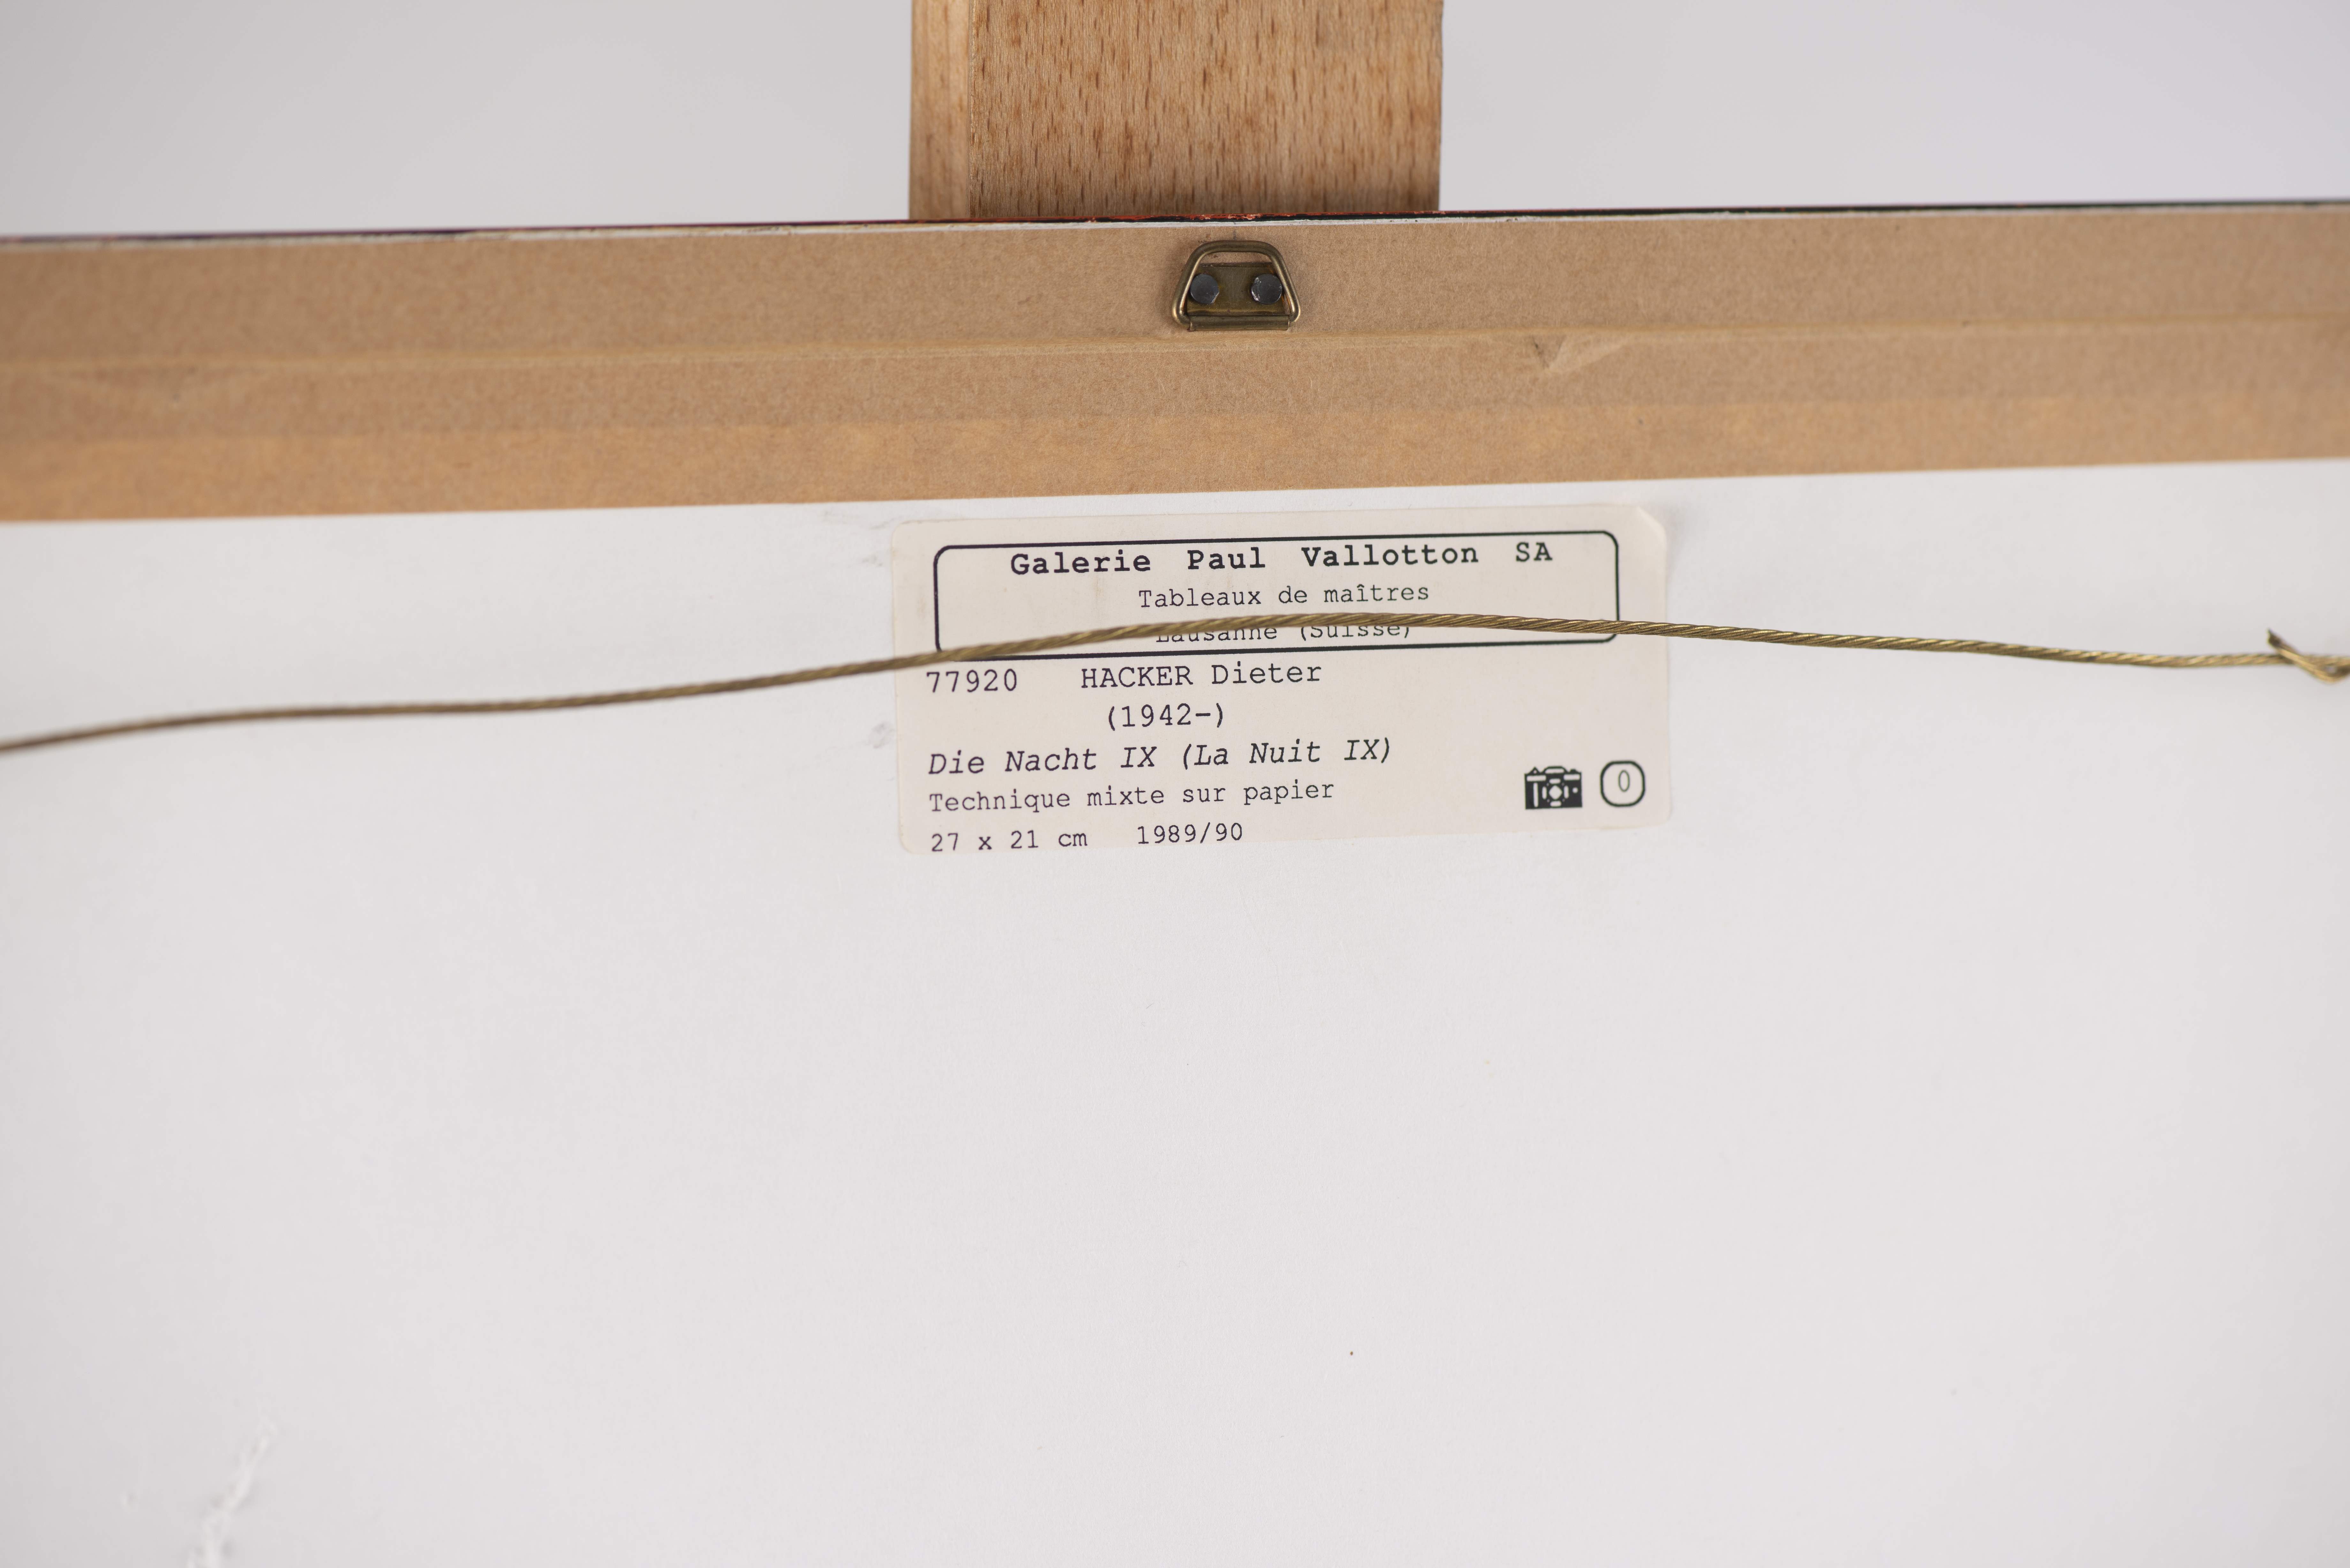 Galerie Paul Vallotton SA
Tableaux de maîtres
Lausanne (Suisse)
77920 HACKER Dieter
(1942-)
Die Nacht IX (La Nuit IX)
Technique mixte sur papier
0
27 x 21 cm 1989/90